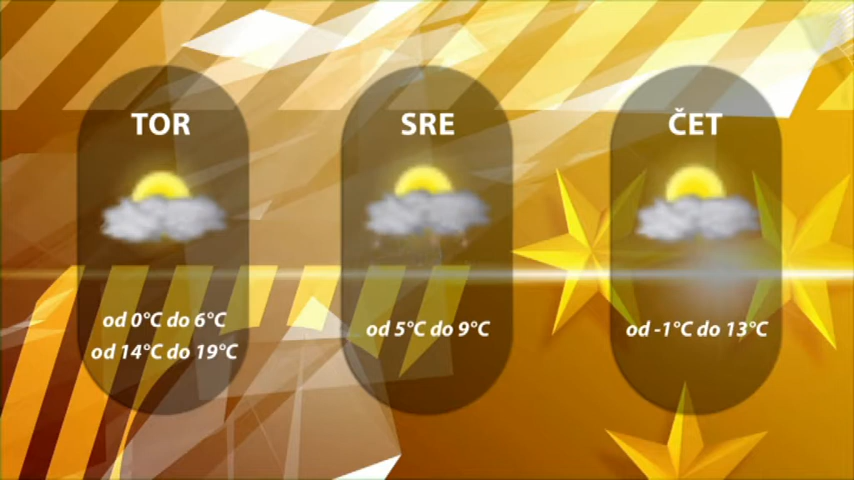 TOR
od 0°C do 6°C
od 14°C do 19°C
SRE
od 5°C do 9°C
ČET
od -1°C do 13°C